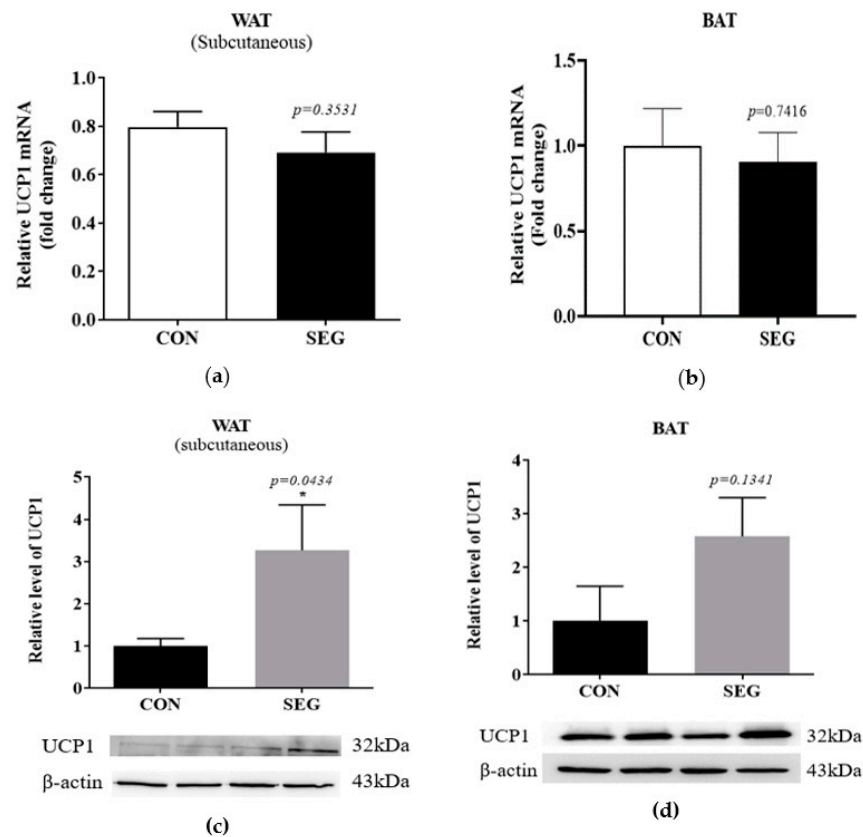 WAT
(Subcutaneous)
Relative UCP1 mRNA
(fold change)
1.0
0.8
0.6
0.4
0.2
0.0
p=0.3531
CON
SEG
(a)
BAT
Relative UCP1 mRNA
(Fold change)
1.5
1.0
0.5
0.0
p=0.7416
CON
SEG
(b)
WAT
(subcutaneous)
Relative level of UCP1
5
4
3
2
1
0
p=0.0434
*
CON
SEG
UCP1
32kDa
β-actin
43kDa
(c)
BAT
Relative level of UCP1
4
3
2
1
0
p=0.1341
CON
SEG
UCP1
32kDa
β-actin
43kDa
(d)